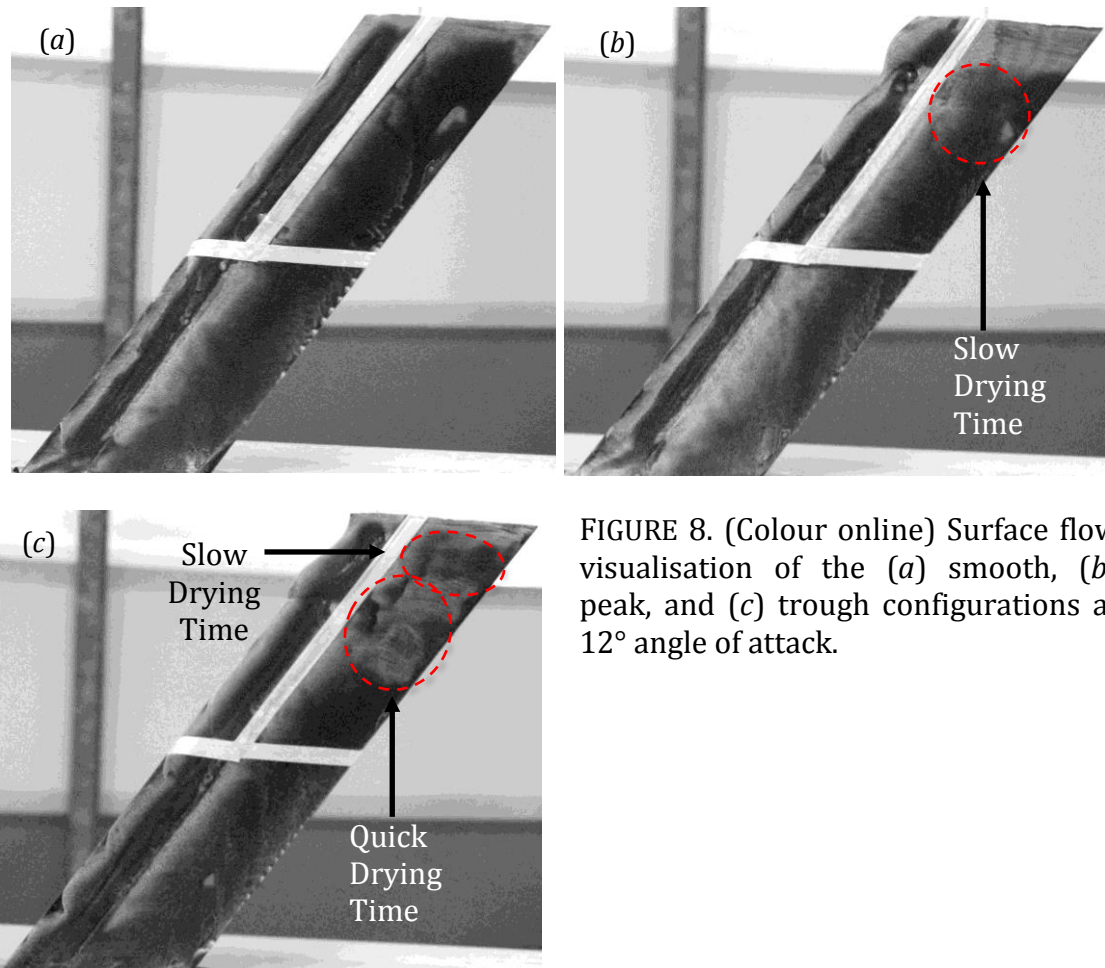 (a)
(b)
Slow
Drying
Time
(c)
Slow
Drying
Time
Quick
Drying
Time
FIGURE 8. (Colour online) Surface flow
visualisation of the (a) smooth, (b
peak, and (c) trough configurations a
12° angle of attack.